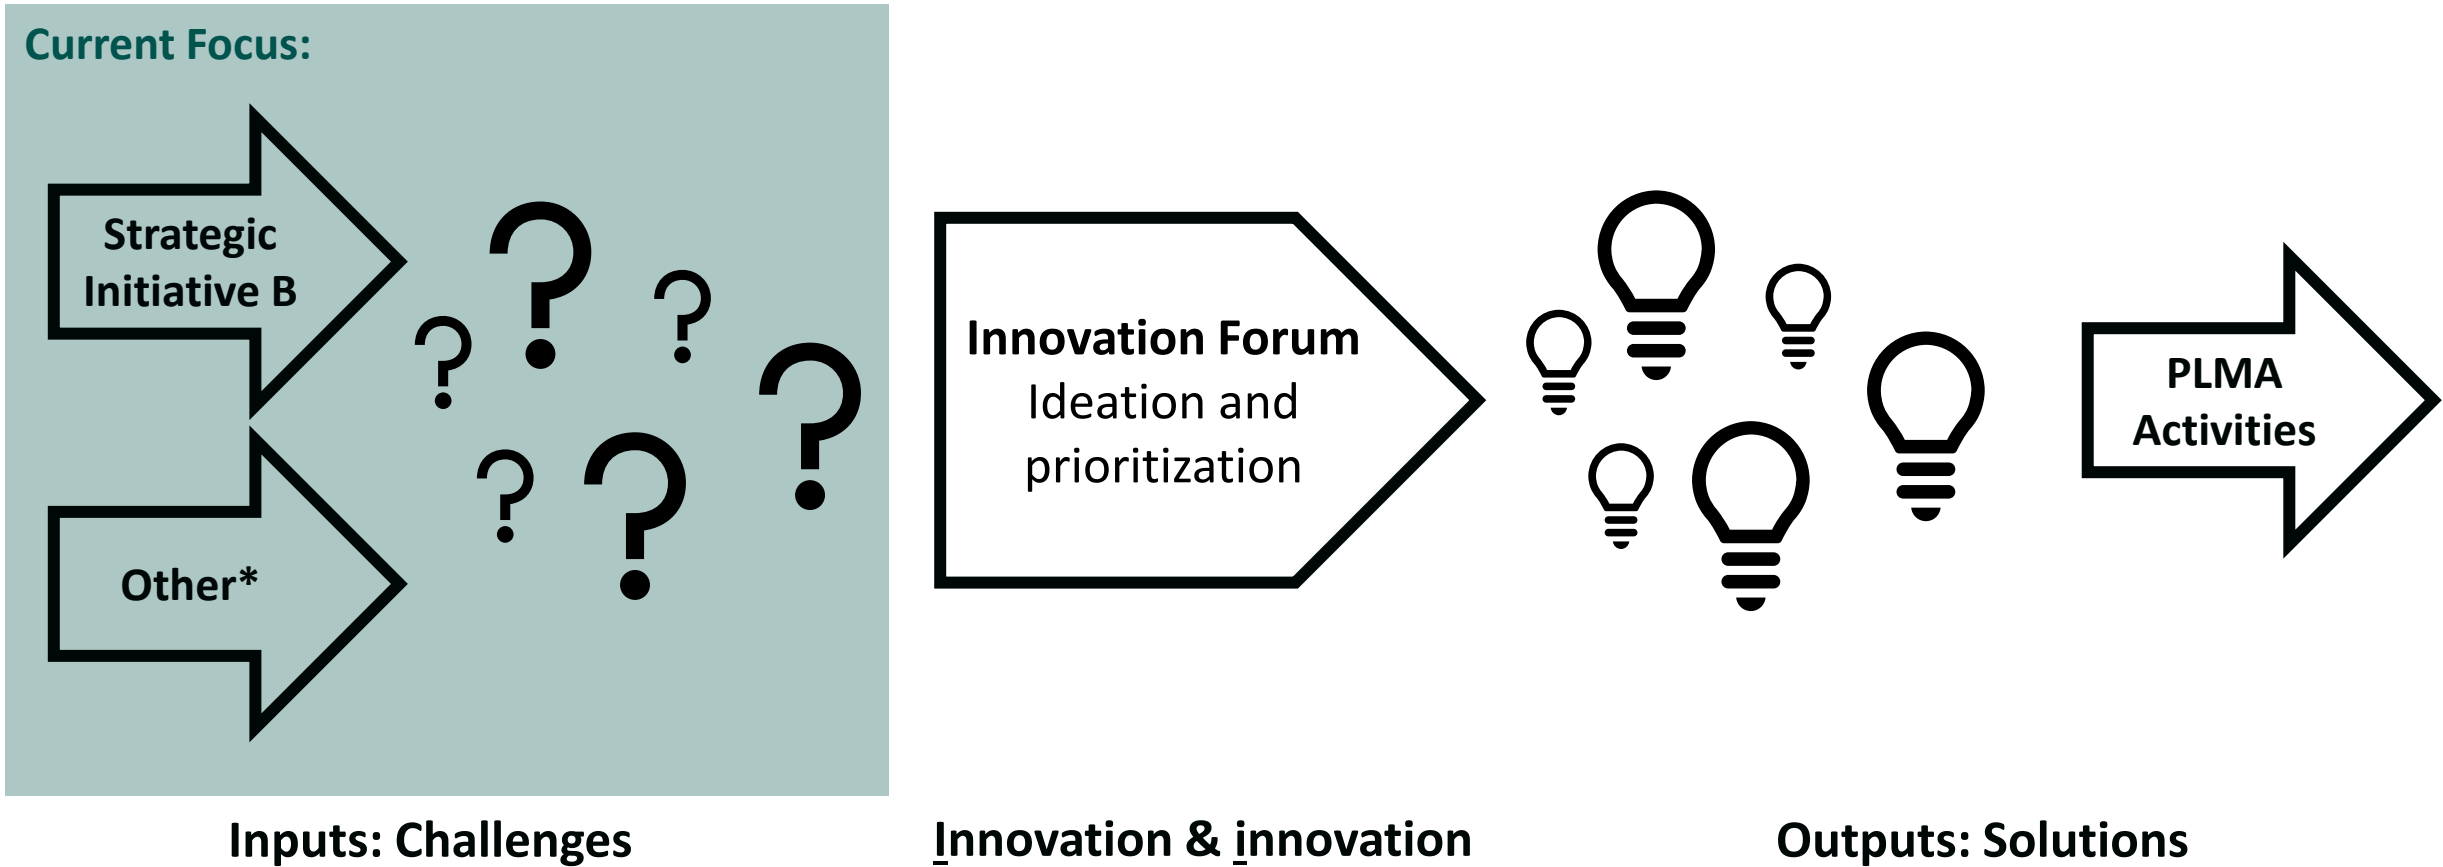 Current Focus:
Strategic
Initiative B
Other*
Innovation Forum
Ideation and
prioritization
PLMA
Activities
Inputs: Challenges
Innovation & innovation
Outputs: Solutions